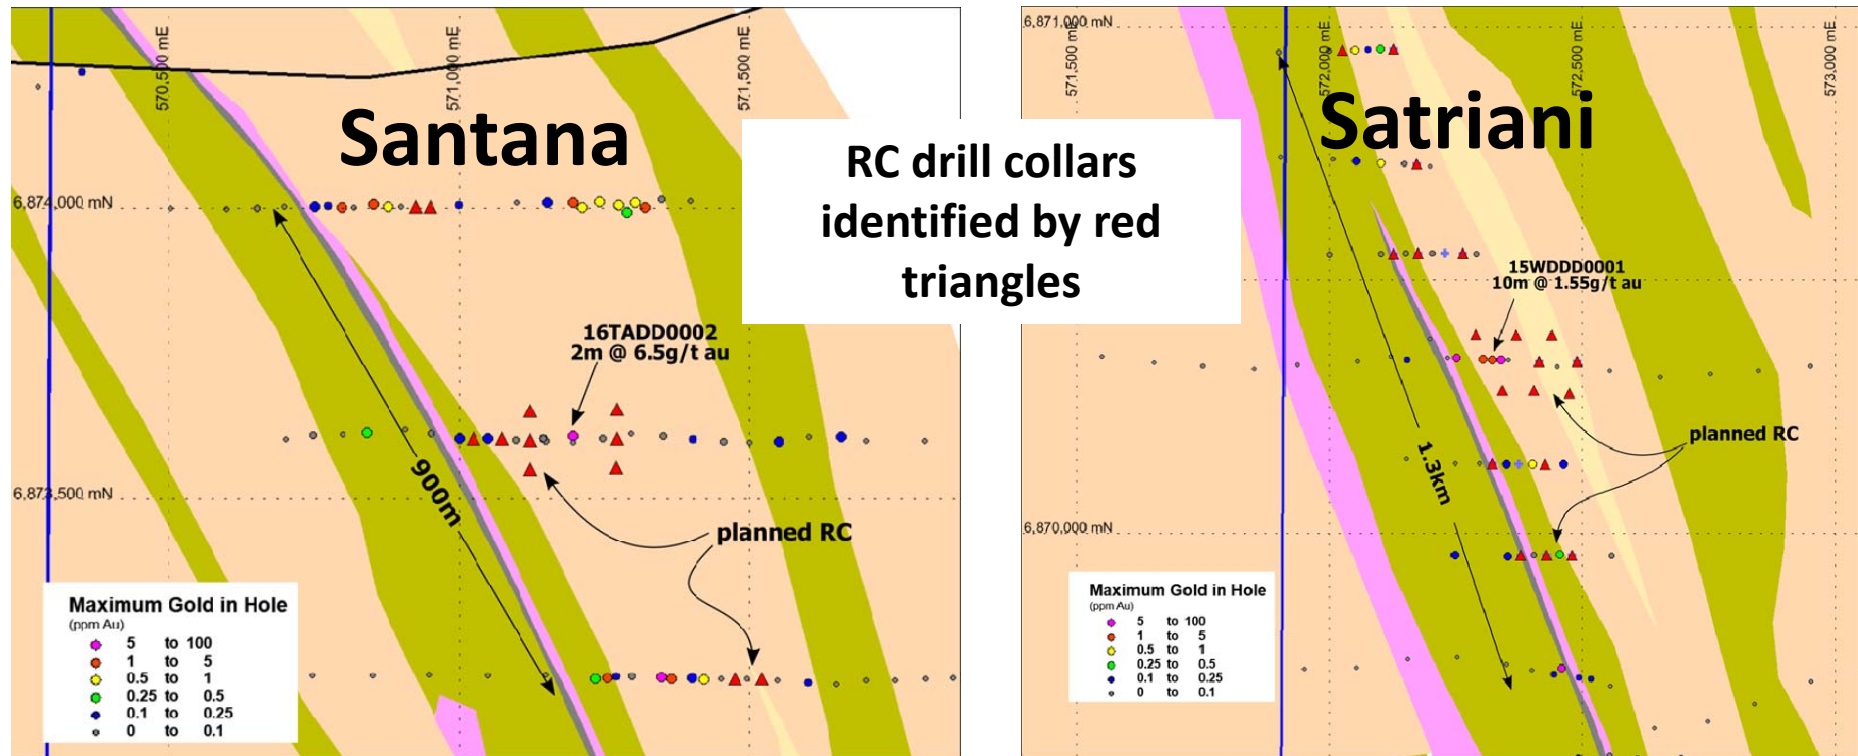 570,500 mE
571,000 mE
571,500 mE
Santana
6,874,000 mN
16TADD0002
2m @ 6.5g/t au
900m
6,873,500 mN
planned RC
Maximum Gold in Hole
(ppm Au)
5 to 100
1 to 5
0.5 to 1
0.25 to 0.5
0.1 to 0.25
0 to 0.1
RC drill collars
identified by red
triangles
6,871,000 mN
571,500 mE
572,000 mE
572,500 mE
573,000 mE
Satriani
15WDDD0001
10m @ 1.55g/t au
planned RC
1.3km
6,870,000 mN
Maximum Gold in Hole
(ppm Au)
5 to 100
1 to 5
0.5 to 1
0.25 to 0.5
0.1 to 0.25
0 to 0.1